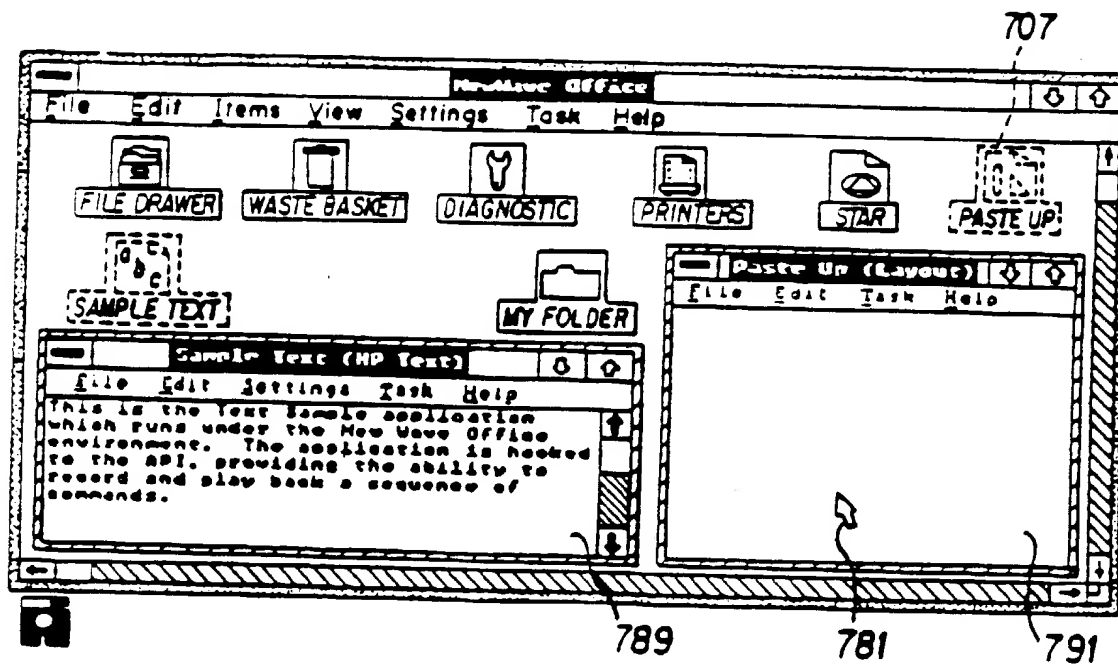 707
NewWave Office
File Edit Items View Settings Task Help
FILE DRAWER WASTE BASKET DIAGNOSTIC PRINTERS STAR PASTE UP
SAMPLE TEXT MY FOLDER
Paste Up (Layout)
File Edit Task Help
Sample Text (HP Text)
File Edit Settings Task Help
This is the Text Sample application
which runs under the New Wave Office
environment. The application is hooked
to the API, providing the ability to
record and play back a sequence of
commands.
789 781 791